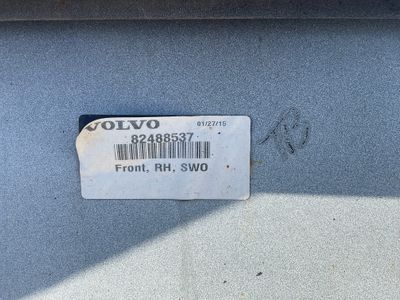 VOLVO 01/27/15
82488537
Front, RH, SWO